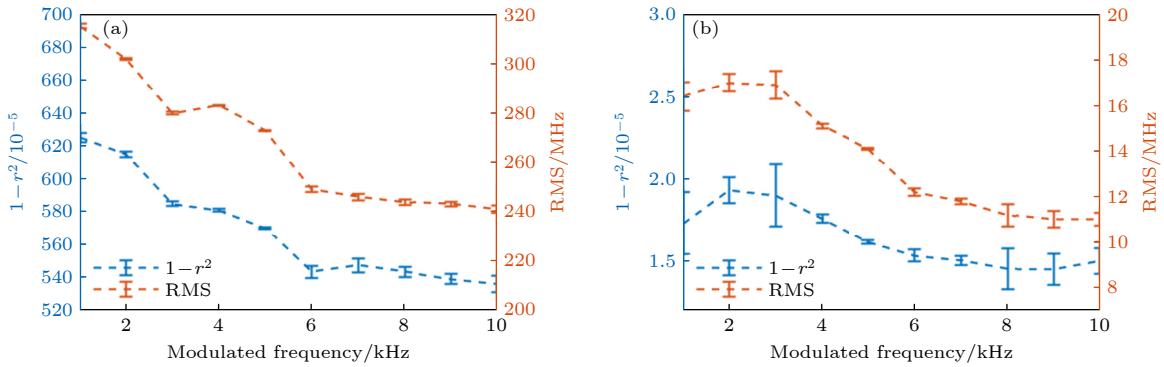 (a)
700
680
660
640
620
600
580
560
540
520
1−r²/10⁻⁵
320
300
280
260
240
220
200
RMS/MHz
1−r²
RMS
2 4 6 8 10
Modulated frequency/kHz
(b)
3.0
2.5
2.0
1.5
1−r²/10⁻⁵
20
18
16
14
12
10
8
RMS/MHz
1−r²
RMS
2 4 6 8 10
Modulated frequency/kHz